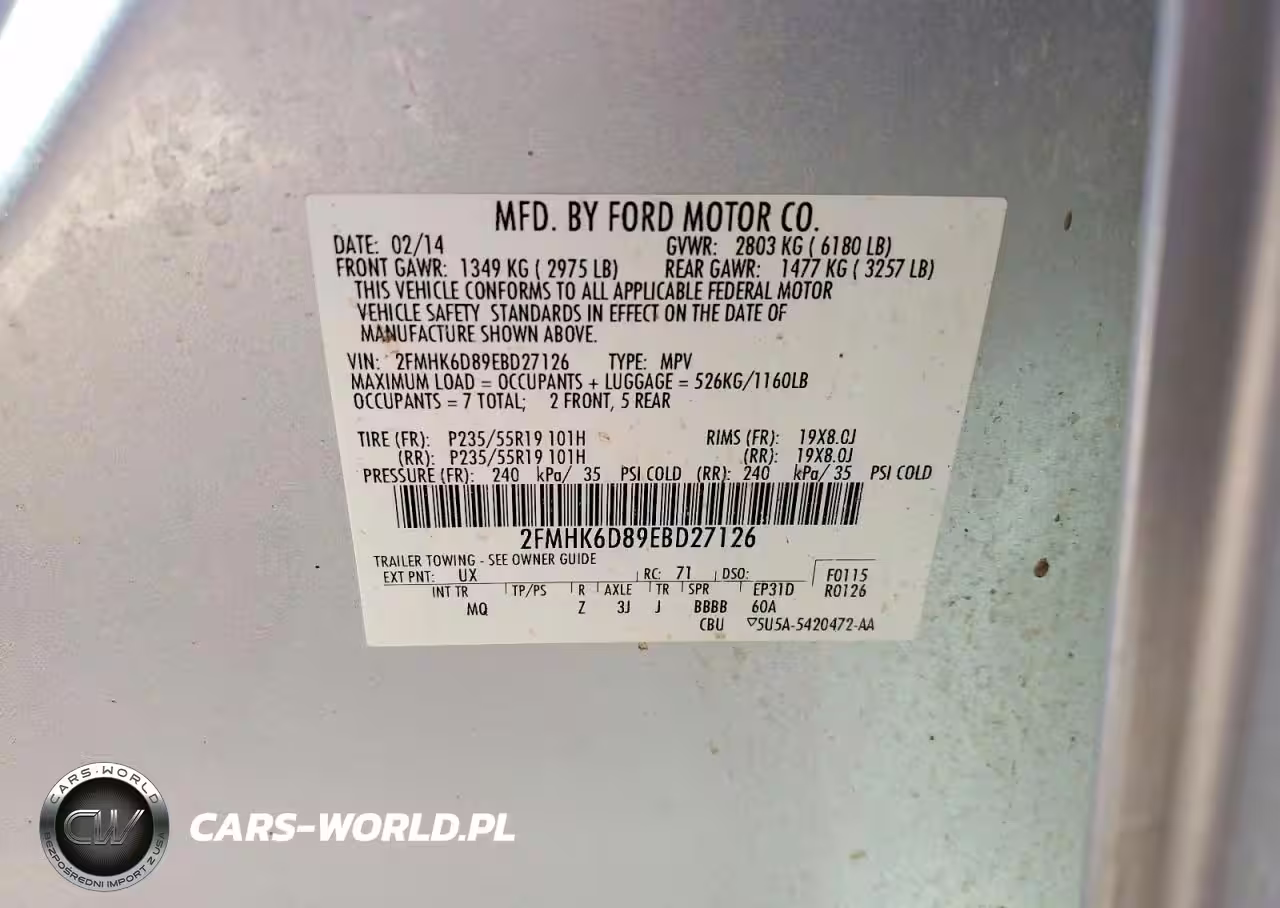 MFD. BY FORD MOTOR CO.
DATE: 02/14 GVWR: 2803 KG ( 6180 LB)
FRONT GAWR: 1349 KG ( 2975 LB) REAR GAWR: 1477 KG ( 3257 LB)
THIS VEHICLE CONFORMS TO ALL APPLICABLE FEDERAL MOTOR
VEHICLE SAFETY STANDARDS IN EFFECT ON THE DATE OF
MANUFACTURE SHOWN ABOVE.
VIN: 2FMHK6D89EBD27126 TYPE: MPV
MAXIMUM LOAD = OCCUPANTS + LUGGAGE = 526KG/1160LB
OCCUPANTS = 7 TOTAL; 2 FRONT, 5 REAR
TIRE (FR): P235/55R19 101H RIMS (FR): 19X8.0J
(RR): P235/55R19 101H (RR): 19X8.0J
PRESSURE (FR): 240 kPa/ 35 PSI COLD (RR): 240 kPa/ 35 PSI COLD
2FMHK6D89EBD27126
TRAILER TOWING - SEE OWNER GUIDE
EXT PNT: UX RC: 71 DSO: F0115
INT TR TP/PS R AXLE TR SPR EP31D R0126
MQ Z 3J J BBBB 60A
CBU ▽5U5A-5420472-AA
CARS-WORLD
CW
BEZPOŚREDNI IMPORT Z USA
CARS-WORLD.PL